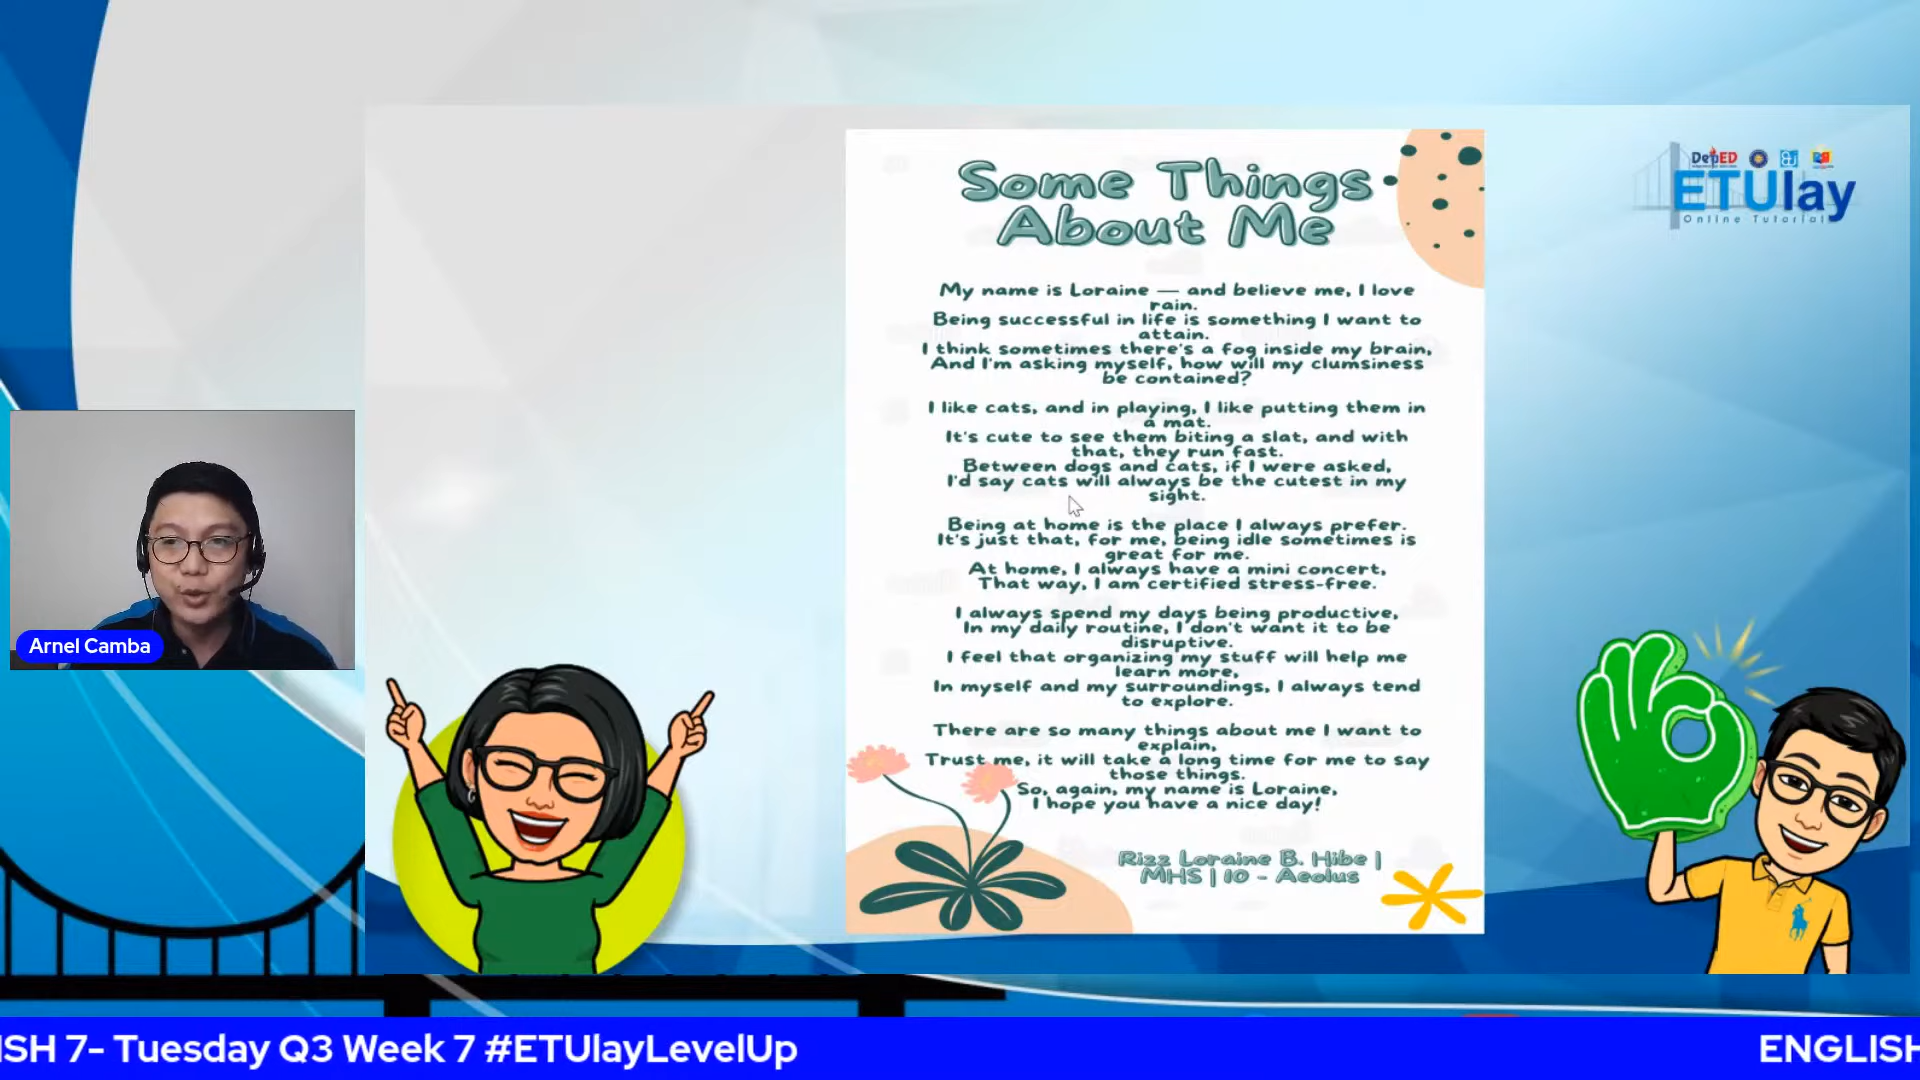 DepED
ETUlay
Online Tutorial
Some Things
About Me
My name is Loraine — and believe me, I love
rain.
Being successful in life is something I want to
attain.
I think sometimes there's a fog inside my brain,
And I'm asking myself, how will my clumsiness
be contained?
I like cats, and in playing, I like putting them in
a mat.
It's cute to see them biting a slat, and with
that, they run fast.
Between dogs and cats, if I were asked,
I'd say cats will always be the cutest in my
sight.
Being at home is the place I always prefer.
It's just that, for me, being idle sometimes is
great for me.
At home, I always have a mini concert,
That way, I am certified stress-free.
I always spend my days being productive,
In my daily routine, I don't want it to be
disruptive.
I feel that organizing my stuff will help me
learn more,
In myself and my surroundings, I always tend
to explore.
There are so many things about me I want to
explain,
Trust me, it will take a long time for me to say
those things.
So, again, my name is Loraine,
I hope you have a nice day!
Rizz Loraine B. Hibe |
MHS | 10 - Aeolus
Arnel Camba
ISH 7- Tuesday Q3 Week 7 #ETUlayLevelUp
ENGLISH